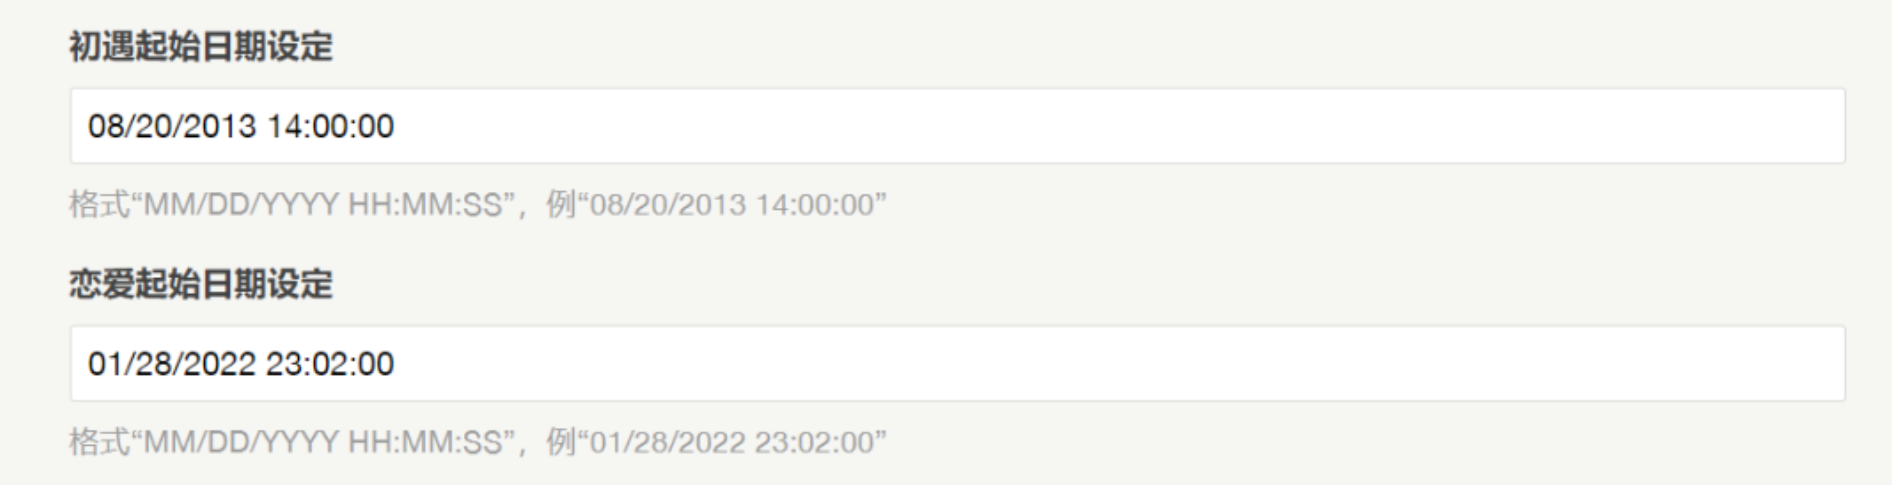 初遇起始日期设定
08/20/2013 14:00:00
格式“MM/DD/YYYY HH:MM:SS”，例“08/20/2013 14:00:00”
恋爱起始日期设定
01/28/2022 23:02:00
格式“MM/DD/YYYY HH:MM:SS”，例“01/28/2022 23:02:00”